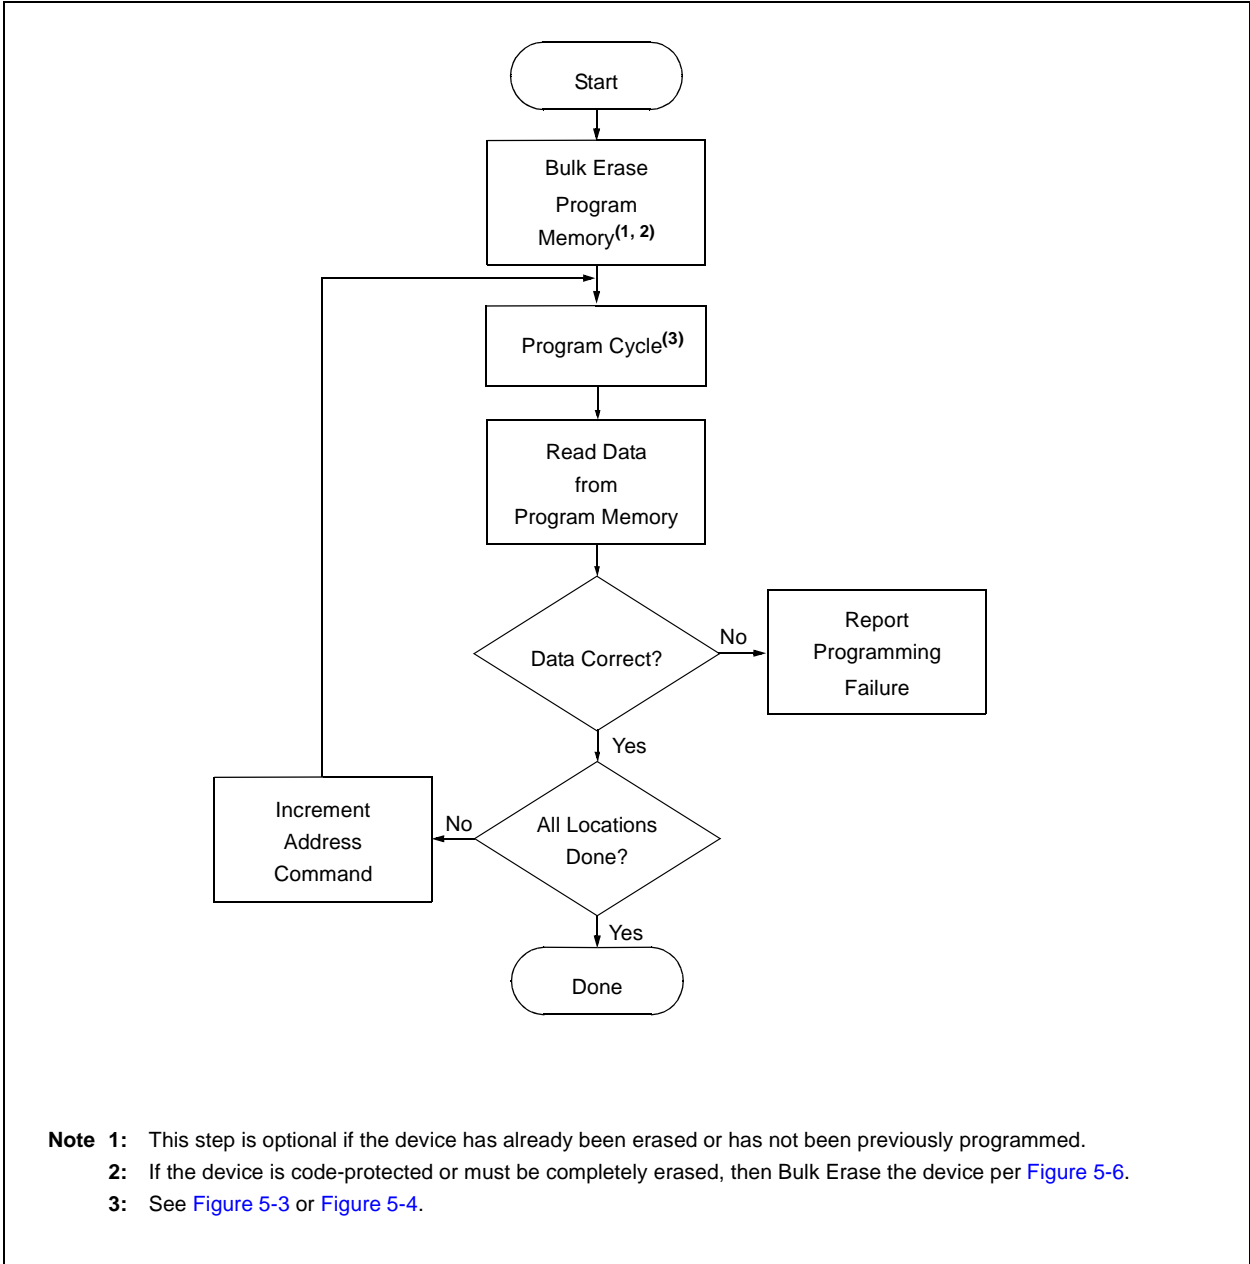 Start
Bulk Erase
Program
Memory(1, 2)
Program Cycle(3)
Read Data
from
Program Memory
Data Correct?
No
Report
Programming
Failure
Yes
All Locations
Done?
No
Increment
Address
Command
Yes
Done
Note 1: This step is optional if the device has already been erased or has not been previously programmed.
2: If the device is code-protected or must be completely erased, then Bulk Erase the device per Figure 5-6.
3: See Figure 5-3 or Figure 5-4.